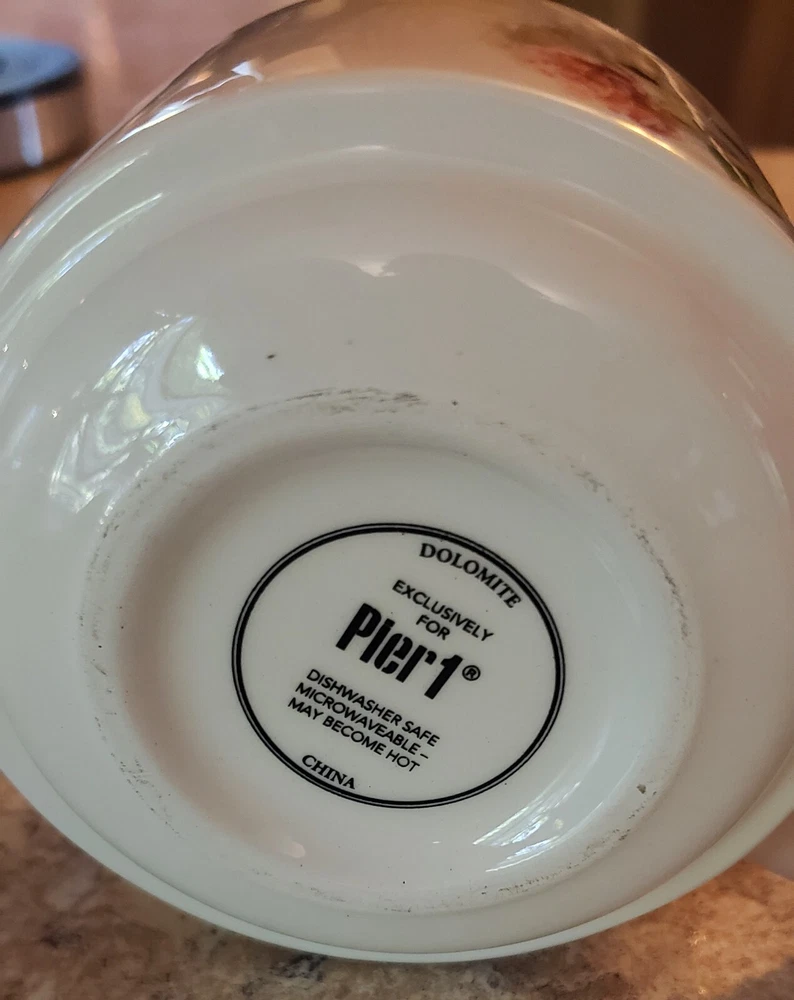 DOLOMITE
EXCLUSIVELY
FOR
PIer1®
DISHWASHER SAFE
MICROWAVEABLE –
MAY BECOME HOT
CHINA